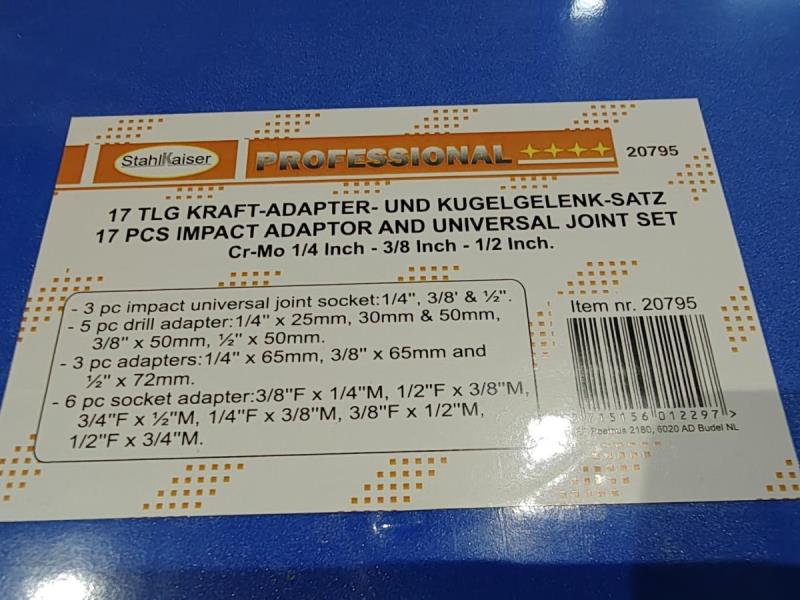 StahlKaiser
PROFESSIONAL
20795
17 TLG KRAFT-ADAPTER- UND KUGELGELENK-SATZ
17 PCS IMPACT ADAPTOR AND UNIVERSAL JOINT SET
Cr-Mo 1/4 Inch - 3/8 Inch - 1/2 Inch.
- 3 pc impact universal joint socket:1/4", 3/8' & ½".
- 5 pc drill adapter:1/4" x 25mm, 30mm & 50mm,
3/8" x 50mm, ½" x 50mm.
- 3 pc adapters:1/4" x 65mm, 3/8" x 65mm and
½" x 72mm.
- 6 pc socket adapter:3/8"F x 1/4"M, 1/2"F x 3/8"M,
3/4"F x ½"M, 1/4"F x 3/8"M, 3/8"F x 1/2"M,
1/2"F x 3/4"M.
Item nr. 20795
715156 012297 >
2180, 6020 AD Budel NL